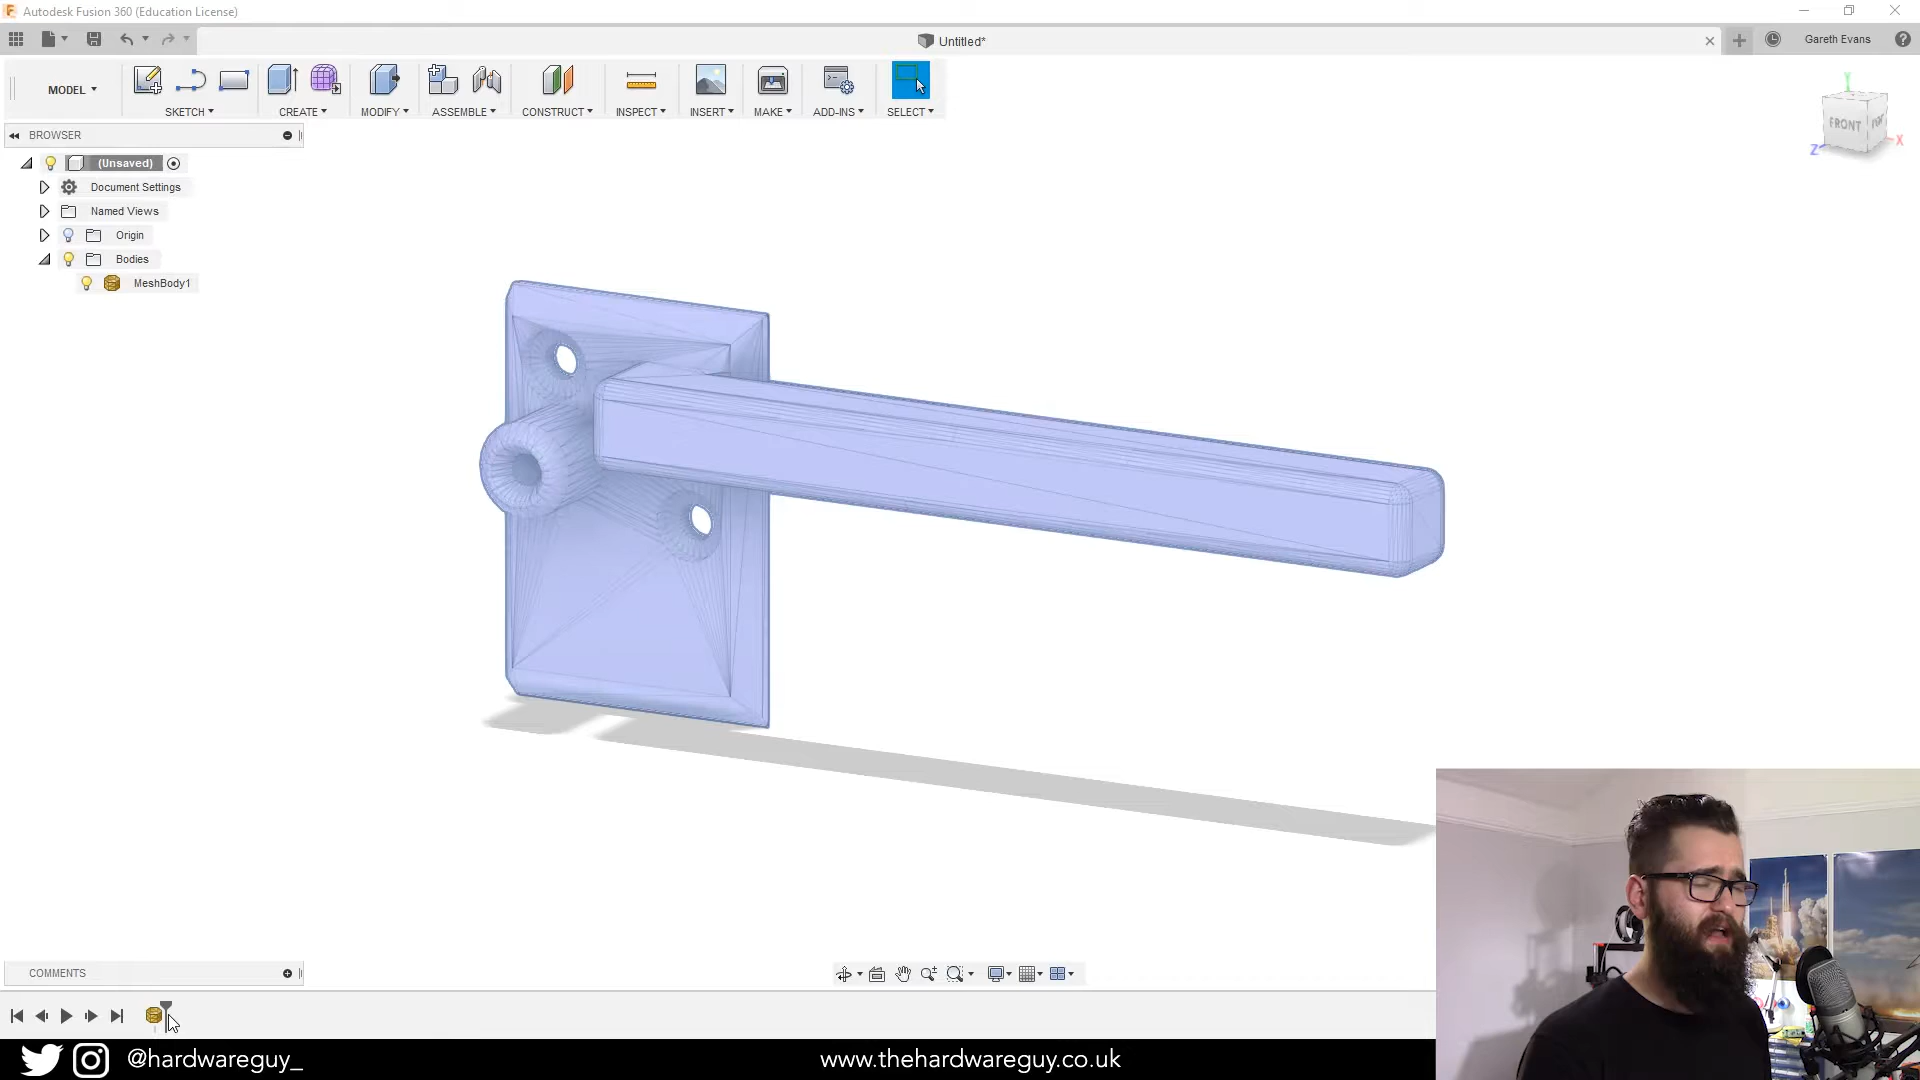 Autodesk Fusion 360 (Education License)
Untitled*
Gareth Evans
MODEL
SKETCH
CREATE
MODIFY
ASSEMBLE
CONSTRUCT
INSPECT
INSERT
MAKE
ADD-INS
SELECT
Y
FRONT
X
Z
BROWSER
(Unsaved)
Document Settings
Named Views
Origin
Bodies
MeshBody1
COMMENTS
@hardwareguy_
www.thehardwareguy.co.uk